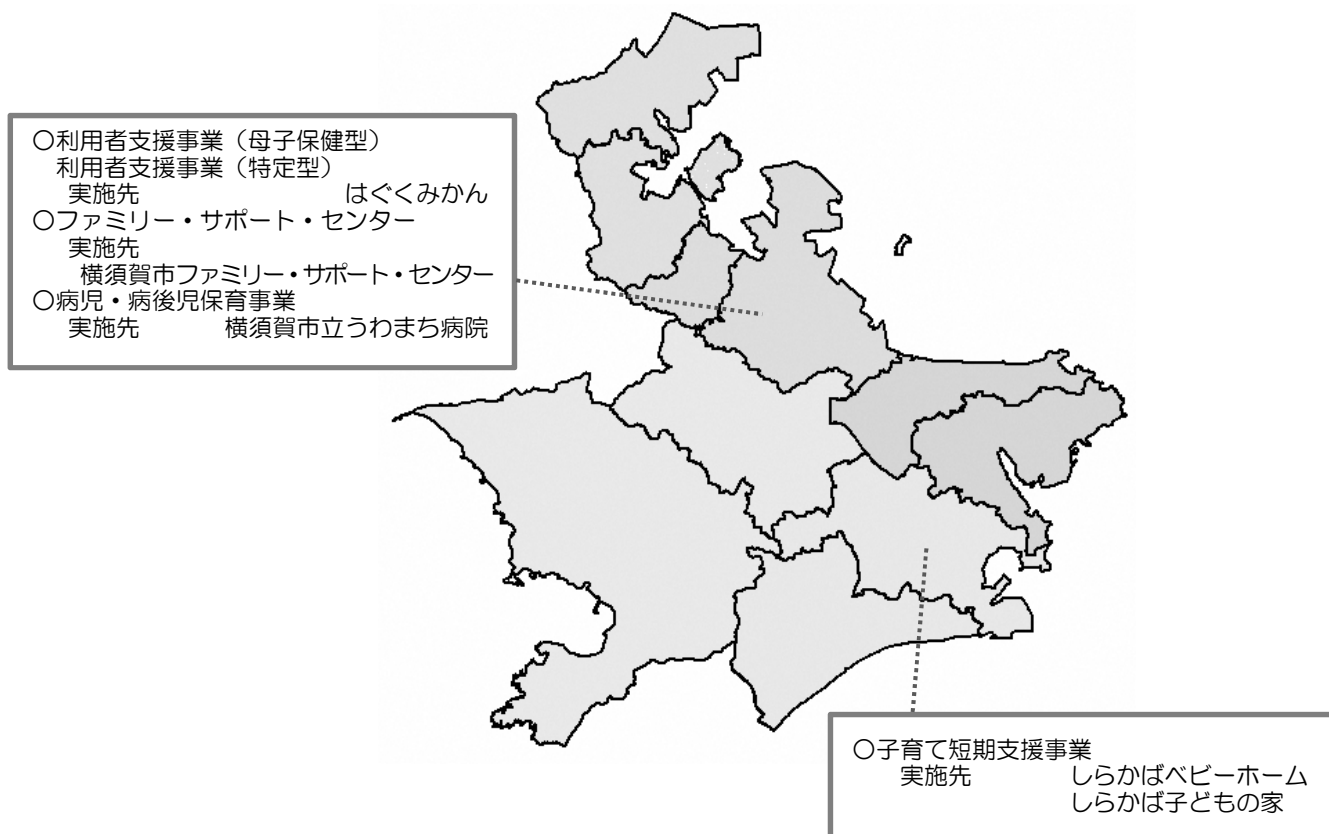 ○利用者支援事業（母子保健型）
利用者支援事業（特定型）
実施先　はぐくみかん
○ファミリー・サポート・センター
実施先
横須賀市ファミリー・サポート・センター
○病児・病後児保育事業
実施先　横須賀市立うわまち病院
○子育て短期支援事業
実施先　しらかばベビーホーム
しらかば子どもの家